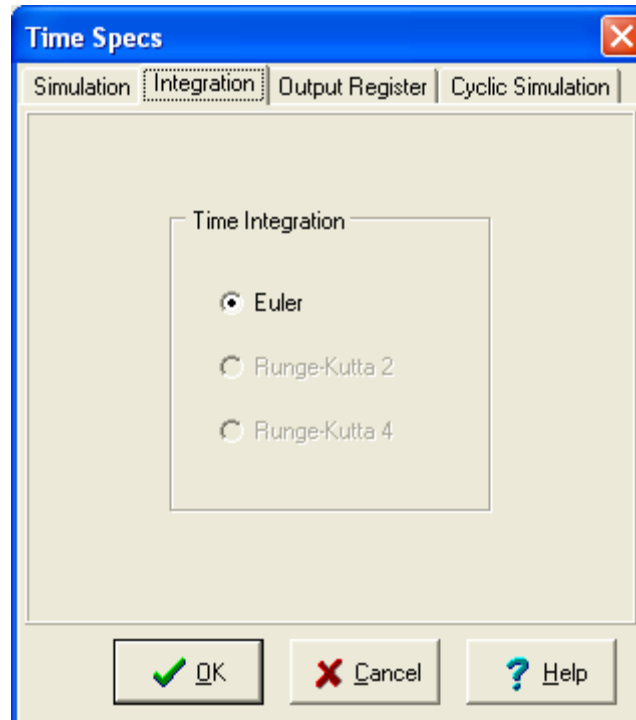 Time Specs
Simulation Integration Output Register Cyclic Simulation
Time Integration
Euler
Runge-Kutta 2
Runge-Kutta 4
OK Cancel Help